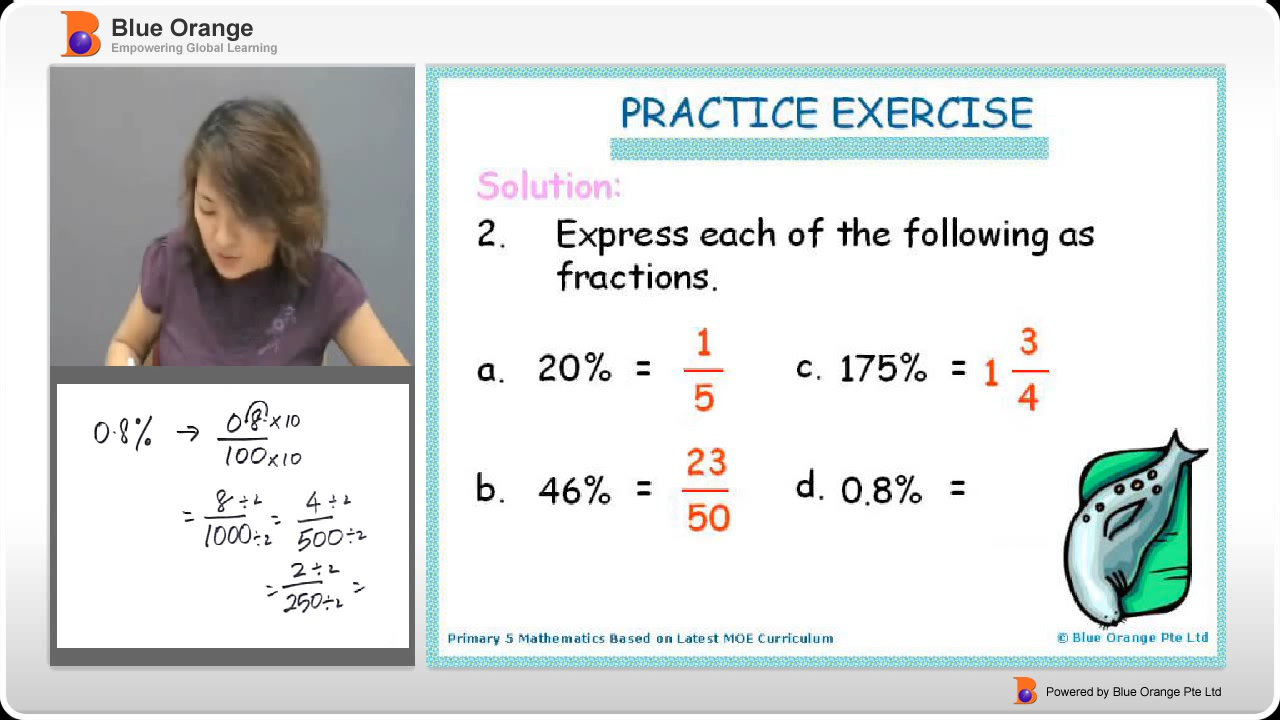 Blue Orange
Empowering Global Learning
0.8% → 0.8 × 10
100 × 10
= 8 ÷ 2 = 4 ÷ 2
1000 ÷ 2 500 ÷ 2
= 2 ÷ 2 =
250 ÷ 2
PRACTICE EXERCISE
Solution:
2. Express each of the following as
fractions.
a. 20% = 1/5 c. 175% = 1 3/4
b. 46% = 23/50 d. 0.8% =
Primary 5 Mathematics Based on Latest MOE Curriculum © Blue Orange Pte Ltd
Powered by Blue Orange Pte Ltd